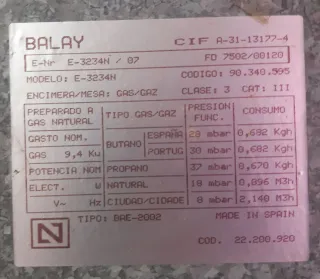 BALAY CIF A-31-13177-4
E-Nr E-3234N / 07 FD 7502/00120
MODELO: E-3234N CODIGO: 90.340.595
ENCIMERA/MESA: GAS/GAZ CLASE: 3 CAT: III
PREPARADO A GAS NATURAL TIPO GAS/GAZ PRESION FUNC. CONSUMO
GASTO NOM. BUTANO ESPAÑA 28 mbar 0,682 Kgh
GAS 9,4 Kw PORTUG 30 mbar 0,682 Kgh
POTENCIA NOM PROPANO 37 mbar 0,670 Kgh
ELECT. W NATURAL 18 mbar 0,896 M3h
V~ Hz CIUDAD/CIDADE 8 mbar 2,140 M3h
N TIPO: BAE-2002 MADE IN SPAIN
COD. 22.200.920